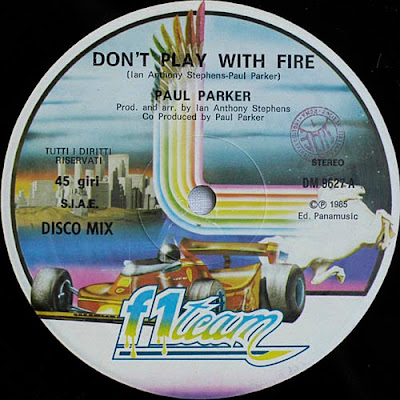 DON'T PLAY WITH FIRE
(Ian Anthony Stephens-Paul Parker)
PAUL PARKER
Prod. and arr. by Ian Anthony Stephens
Co Produced by Paul Parker
TUTTI I DIRITTI
RISERVATI
STEREO
45 giri
DM 8627-A
S.I.A.E.
©℗ 1985
Ed. Panamusic
DISCO MIX
f1 team